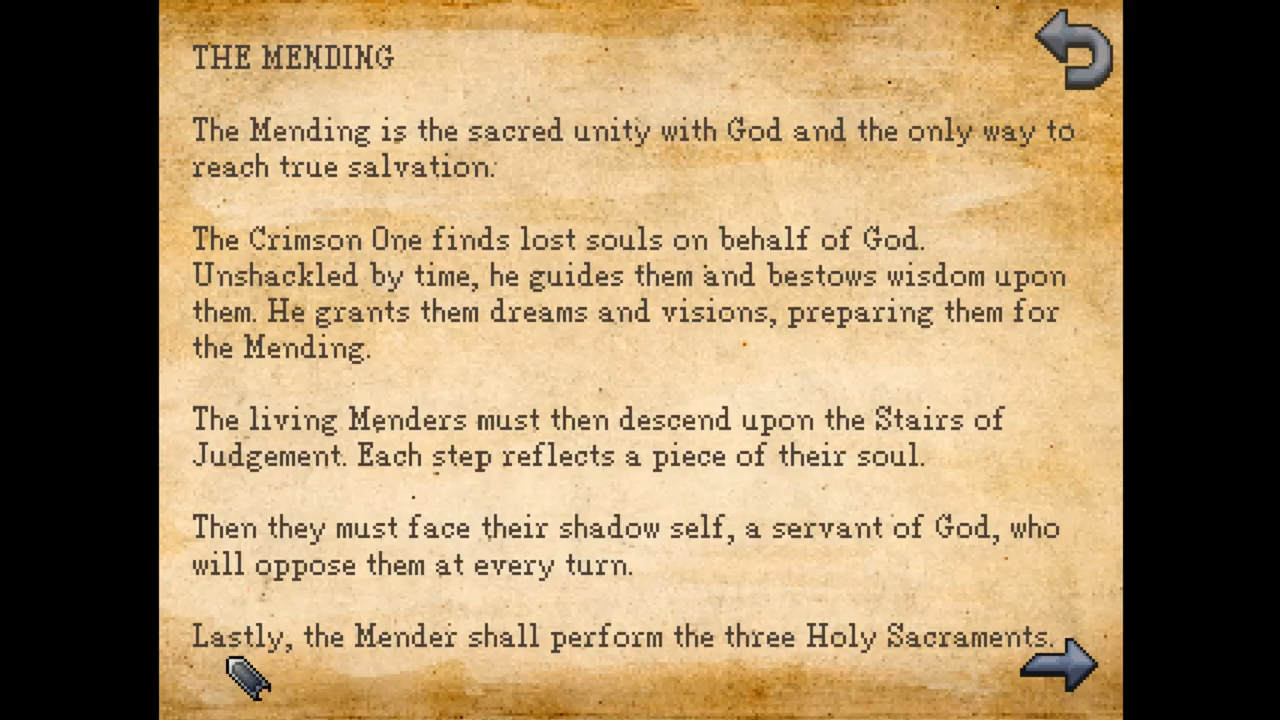 THE MENDING
The Mending is the sacred unity with God and the only way to
reach true salvation.
The Crimson One finds lost souls on behalf of God.
Unshackled by time, he guides them and bestows wisdom upon
them. He grants them dreams and visions, preparing them for
the Mending.
The living Menders must then descend upon the Stairs of
Judgement. Each step reflects a piece of their soul.
Then they must face their shadow self, a servant of God, who
will oppose them at every turn.
Lastly, the Mender shall perform the three Holy Sacraments.